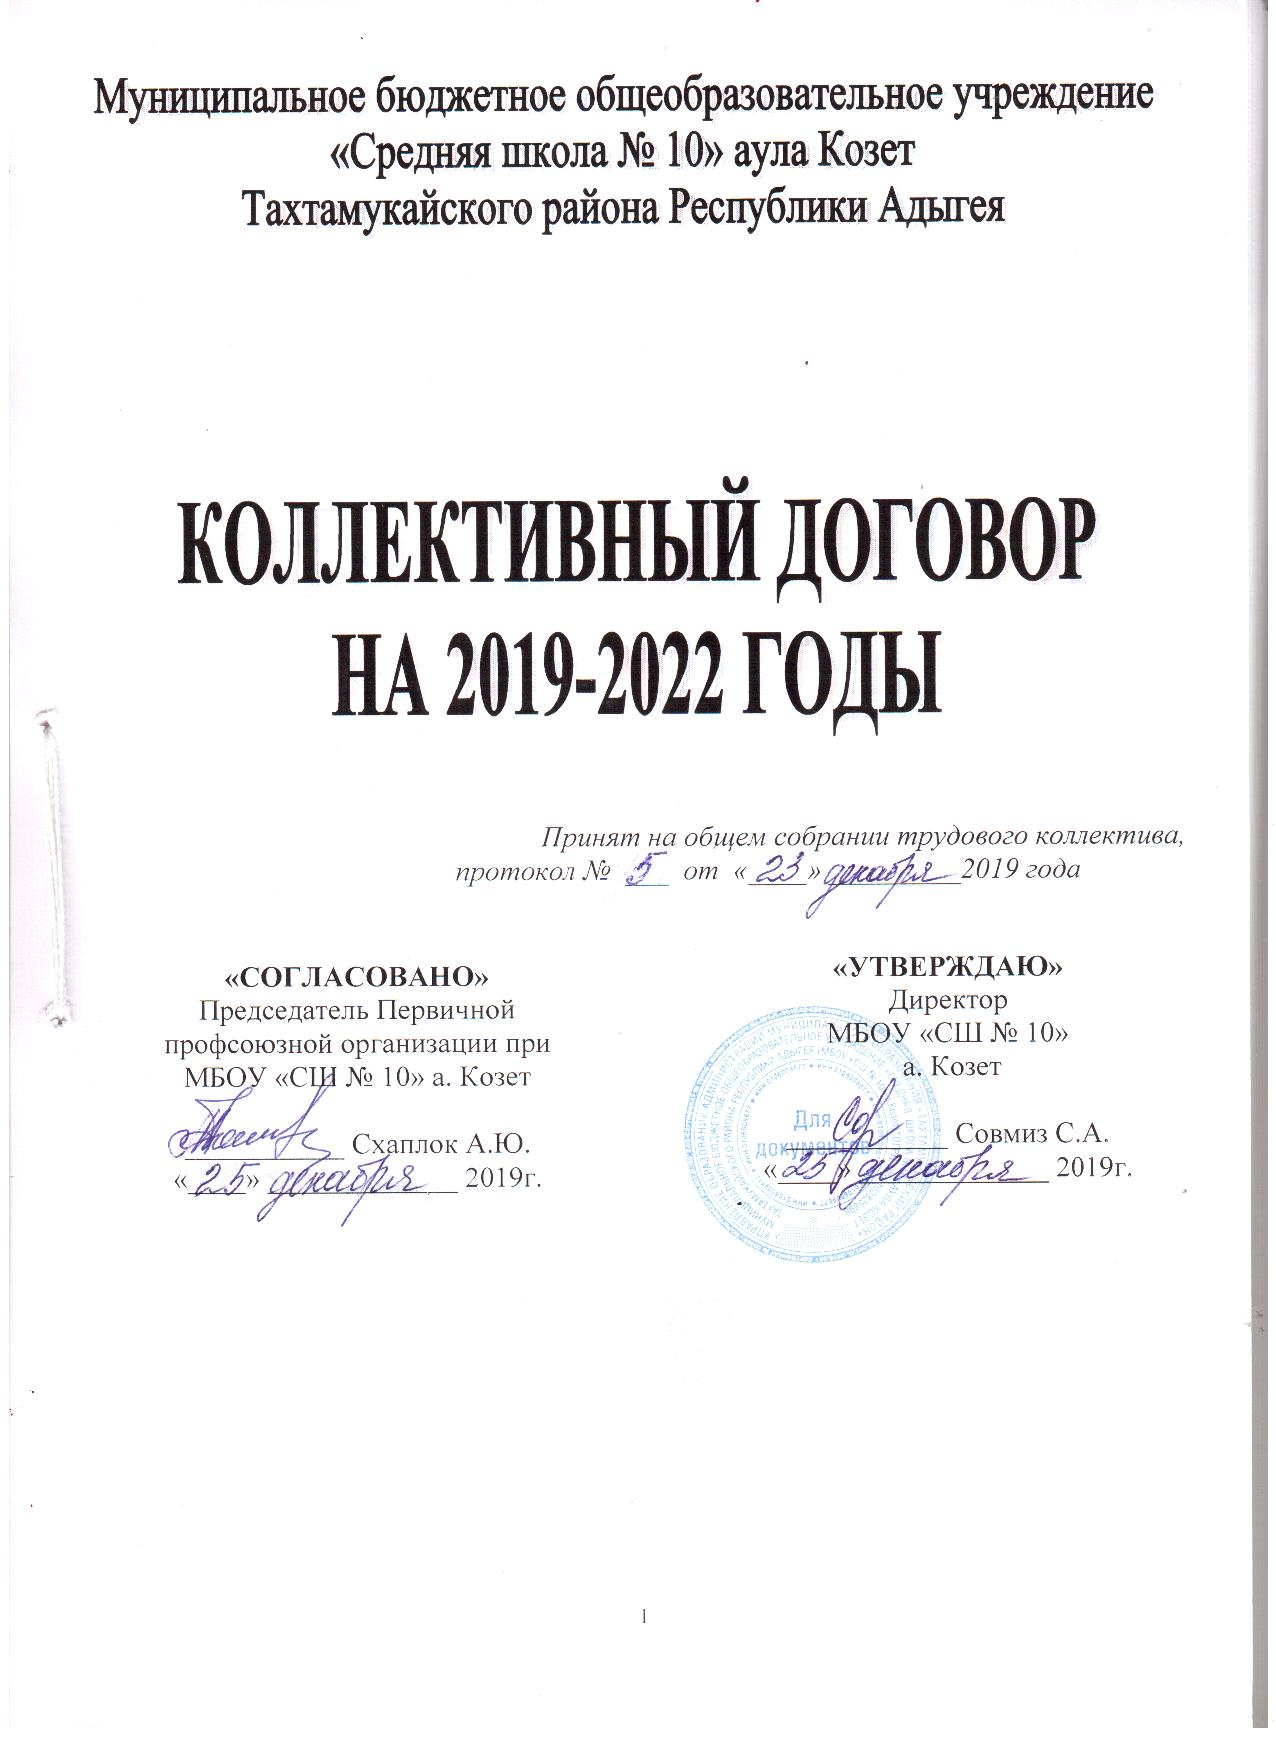 Муниципальное бюджетное общеобразовательное учреждение
«Средняя школа № 10» аула Козет
Тахтамукайского района Республики Адыгея
КОЛЛЕКТИВНЫЙ ДОГОВОР
НА 2019-2022 ГОДЫ
Принят на общем собрании трудового коллектива,
протокол № 5 от «23» декабря 2019 года
«СОГЛАСОВАНО»
Председатель Первичной
профсоюзной организации при
МБОУ «СШ № 10» а. Козет
Схаплок А.Ю.
«25» декабря 2019г.
«УТВЕРЖДАЮ»
Директор
МБОУ «СШ № 10»
а. Козет
Совмиз С.А.
«25» декабря 2019г.
Для
документов
1